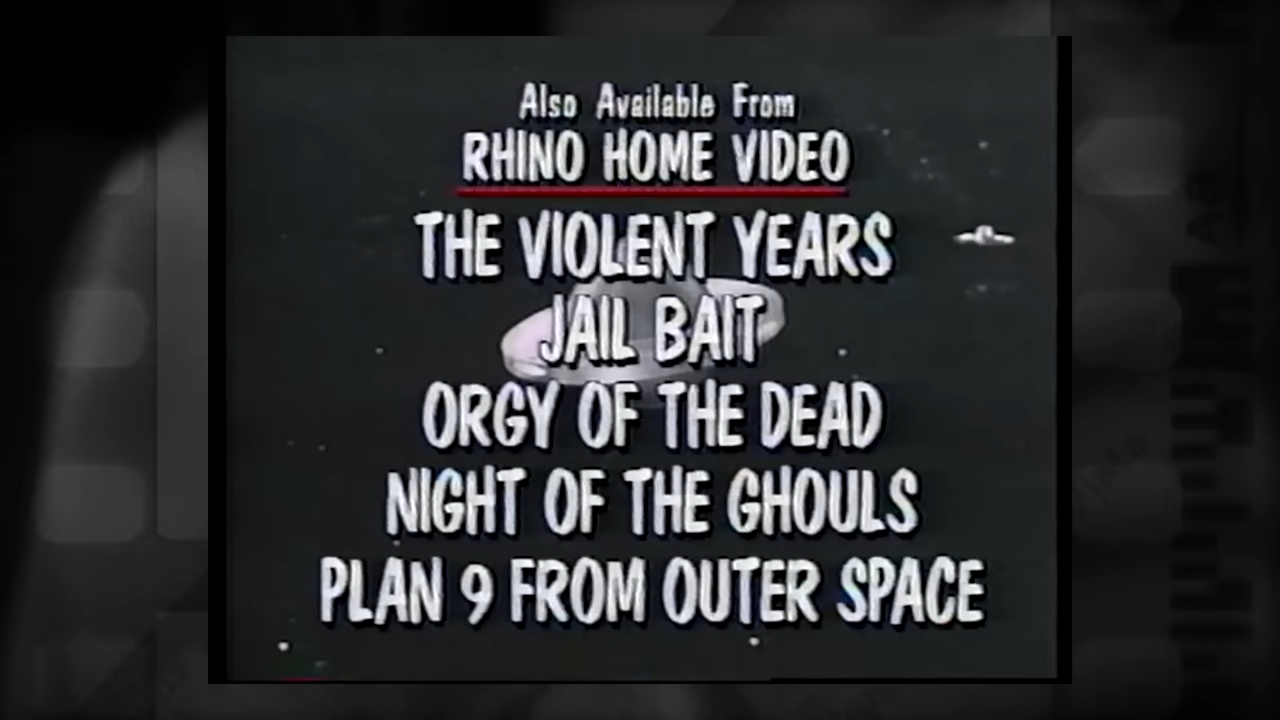 Also Available From
RHINO HOME VIDEO
THE VIOLENT YEARS
JAIL BAIT
ORGY OF THE DEAD
NIGHT OF THE GHOULS
PLAN 9 FROM OUTER SPACE